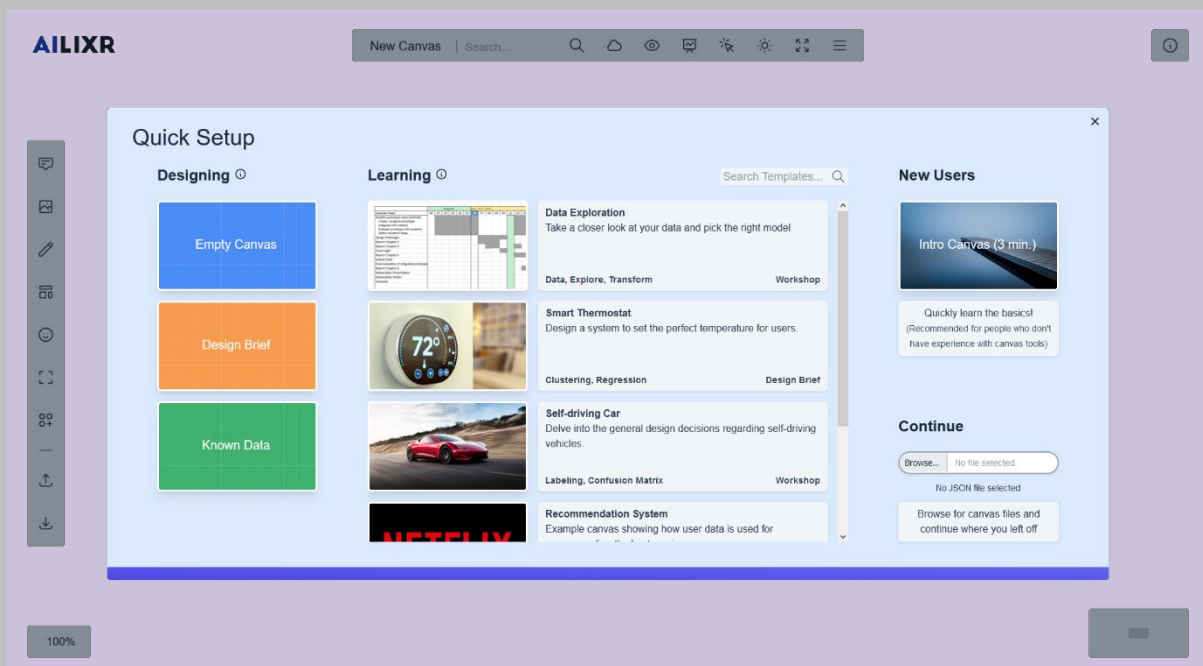 AILIXR
New Canvas | Search...
Quick Setup
Designing
Empty Canvas
Design Brief
Known Data
Learning
Search Templates...
Data Exploration
Take a closer look at your data and pick the right model
Data, Explore, Transform
Workshop
72°
Smart Thermostat
Design a system to set the perfect temperature for users.
Clustering, Regression
Design Brief
Self-driving Car
Delve into the general design decisions regarding self-driving
vehicles.
Labeling, Confusion Matrix
Workshop
NETFLIX
Recommendation System
Example canvas showing how user data is used for
New Users
Intro Canvas (3 min.)
Quickly learn the basics!
(Recommended for people who don't
have experience with canvas tools)
Continue
Browse... No file selected.
No JSON file selected
Browse for canvas files and
continue where you left off
100%